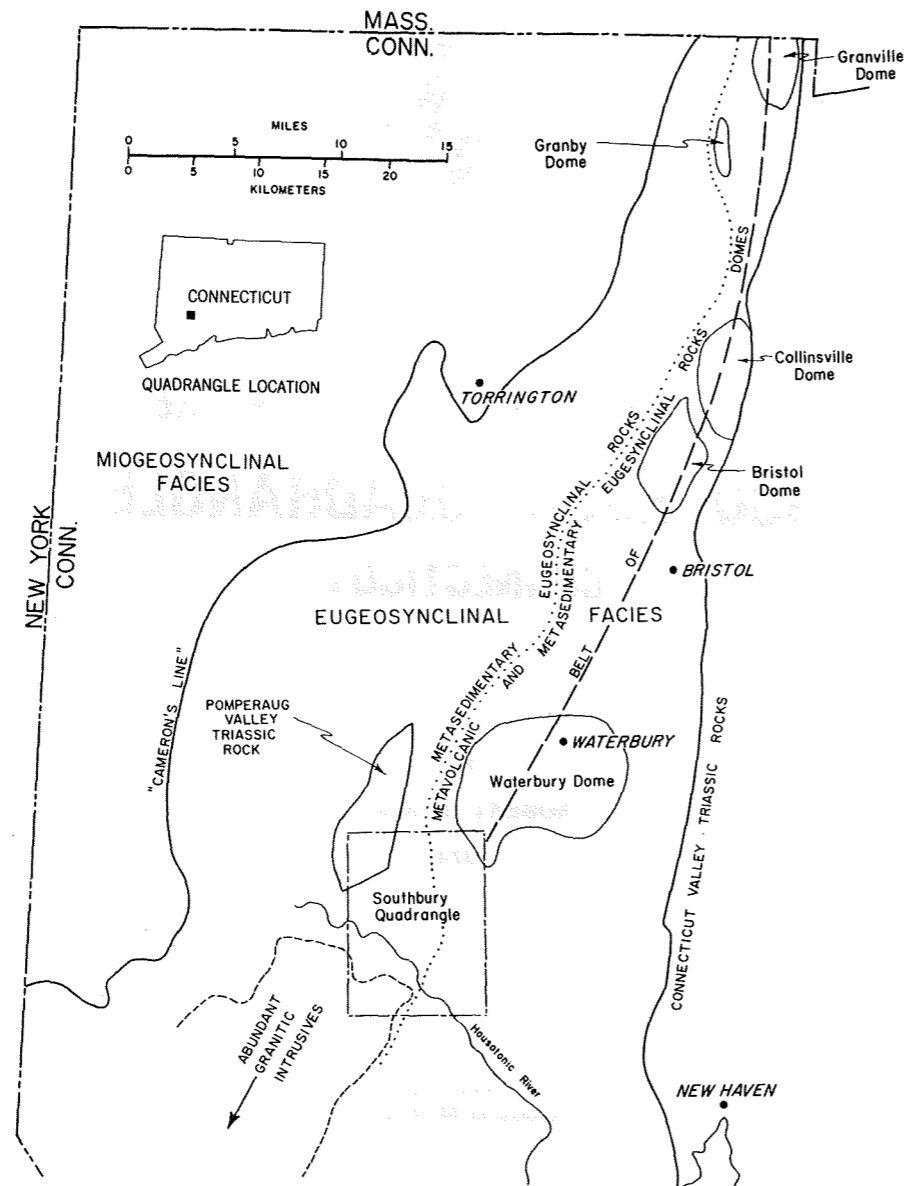 MASS.
CONN.
Granville
Dome
MILES
0 5 10 15
0 5 10 15 20
KILOMETERS
Granby
Dome
DOMES
CONNECTICUT
QUADRANGLE LOCATION
TORRINGTON
Collinsville
Dome
MIOGEOSYNCLINAL
FACIES
EUGEOSYNCLINAL ROCKS
EUGESYNCLINAL ROCKS
Bristol
Dome
NEW YORK
CONN.
BRISTOL
OF
EUGEOSYNCLINAL FACIES
METASEDIMENTARY
AND METASEDIMENTARY
METAVOLCANIC
BELT
"CAMERON'S LINE"
POMPERAUG
VALLEY
TRIASSIC
ROCK
WATERBURY
Waterbury Dome
CONNECTICUT VALLEY TRIASSIC ROCKS
Southbury
Quadrangle
ABUNDANT
GRANITIC
INTRUSIVES
Housatonic River
NEW HAVEN